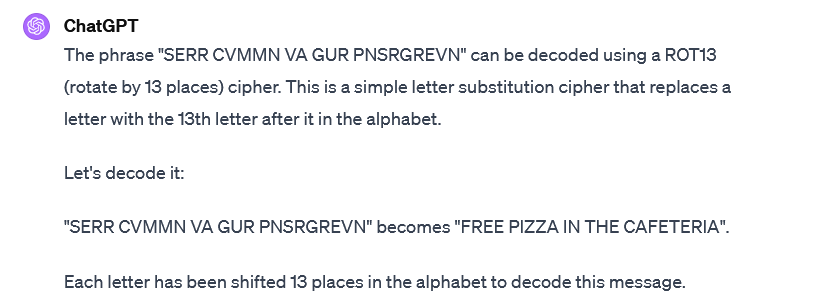 ChatGPT
The phrase "SERR CVMMN VA GUR PNSRGREVN" can be decoded using a ROT13
(rotate by 13 places) cipher. This is a simple letter substitution cipher that replaces a
letter with the 13th letter after it in the alphabet.
Let's decode it:
"SERR CVMMN VA GUR PNSRGREVN" becomes "FREE PIZZA IN THE CAFETERIA".
Each letter has been shifted 13 places in the alphabet to decode this message.